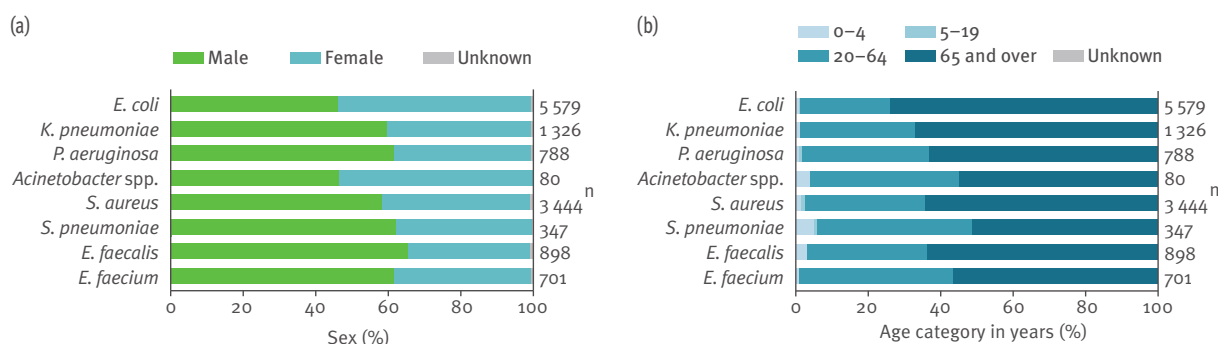 (a)
Male Female Unknown
E. coli 5 579
K. pneumoniae 1 326
P. aeruginosa 788
Acinetobacter spp. 80
n
S. aureus 3 444
S. pneumoniae 347
E. faecalis 898
E. faecium 701
0 20 40 60 80 100
Sex (%)
(b)
0–4 5–19
20–64 65 and over Unknown
E. coli 5 579
K. pneumoniae 1 326
P. aeruginosa 788
Acinetobacter spp. 80
n
S. aureus 3 444
S. pneumoniae 347
E. faecalis 898
E. faecium 701
0 20 40 60 80 100
Age category in years (%)